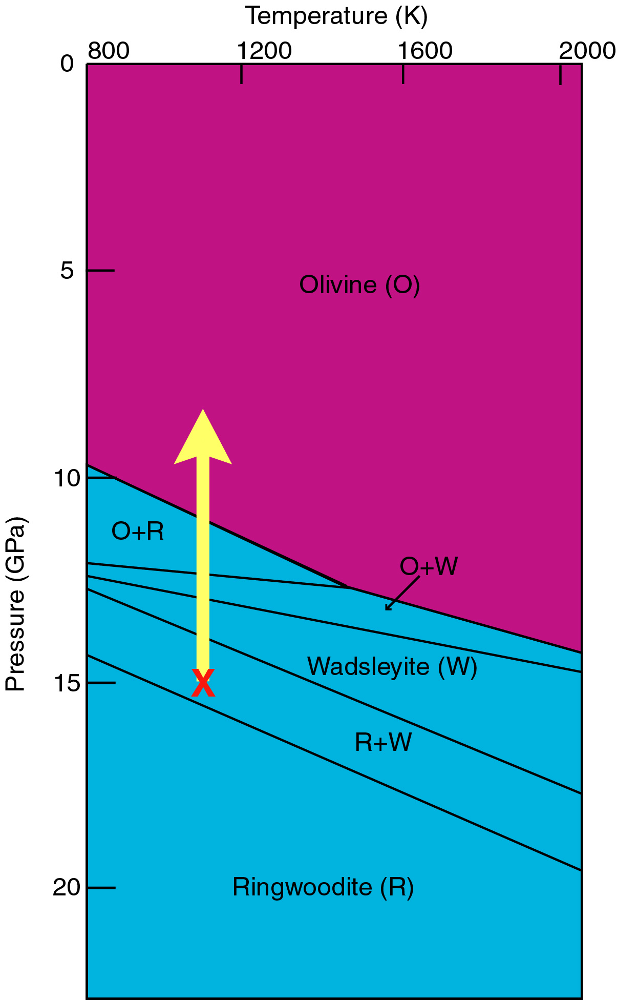 Temperature (K)
800 1200 1600 2000
0
5
Olivine (O)
10
O+R
O+W
Pressure (GPa)
Wadsleyite (W)
15
X
R+W
20
Ringwoodite (R)